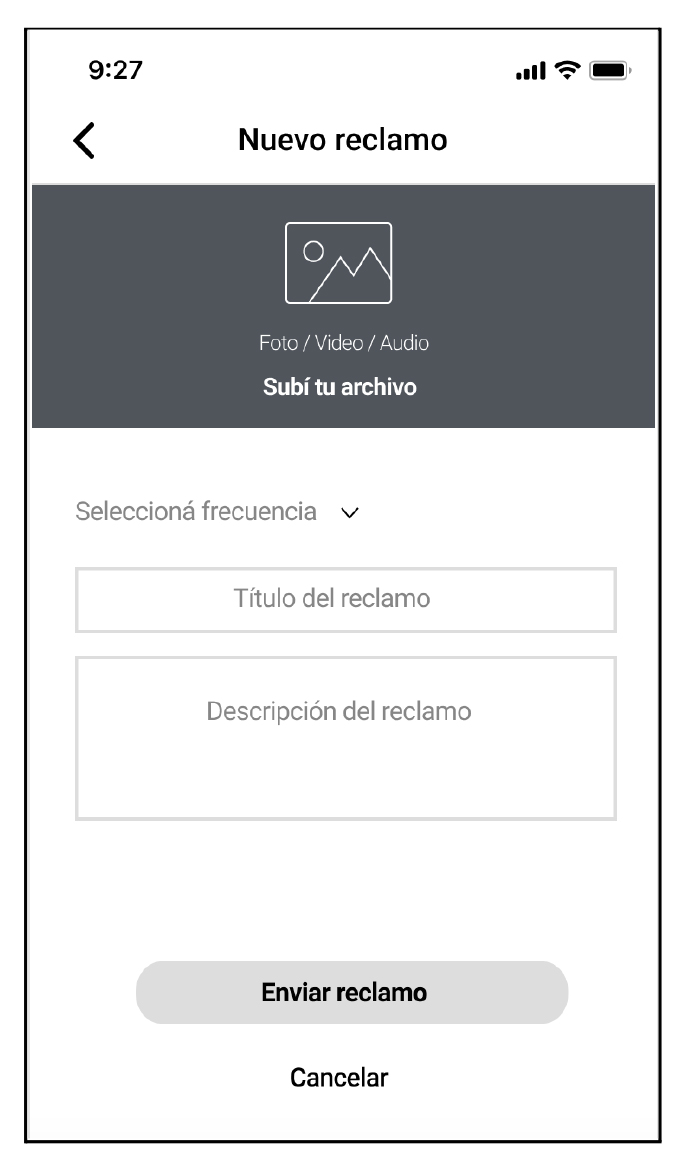 9:27
Nuevo reclamo
Foto / Video / Audio
Subí tu archivo
Seleccioná frecuencia
Título del reclamo
Descripción del reclamo
Enviar reclamo
Cancelar